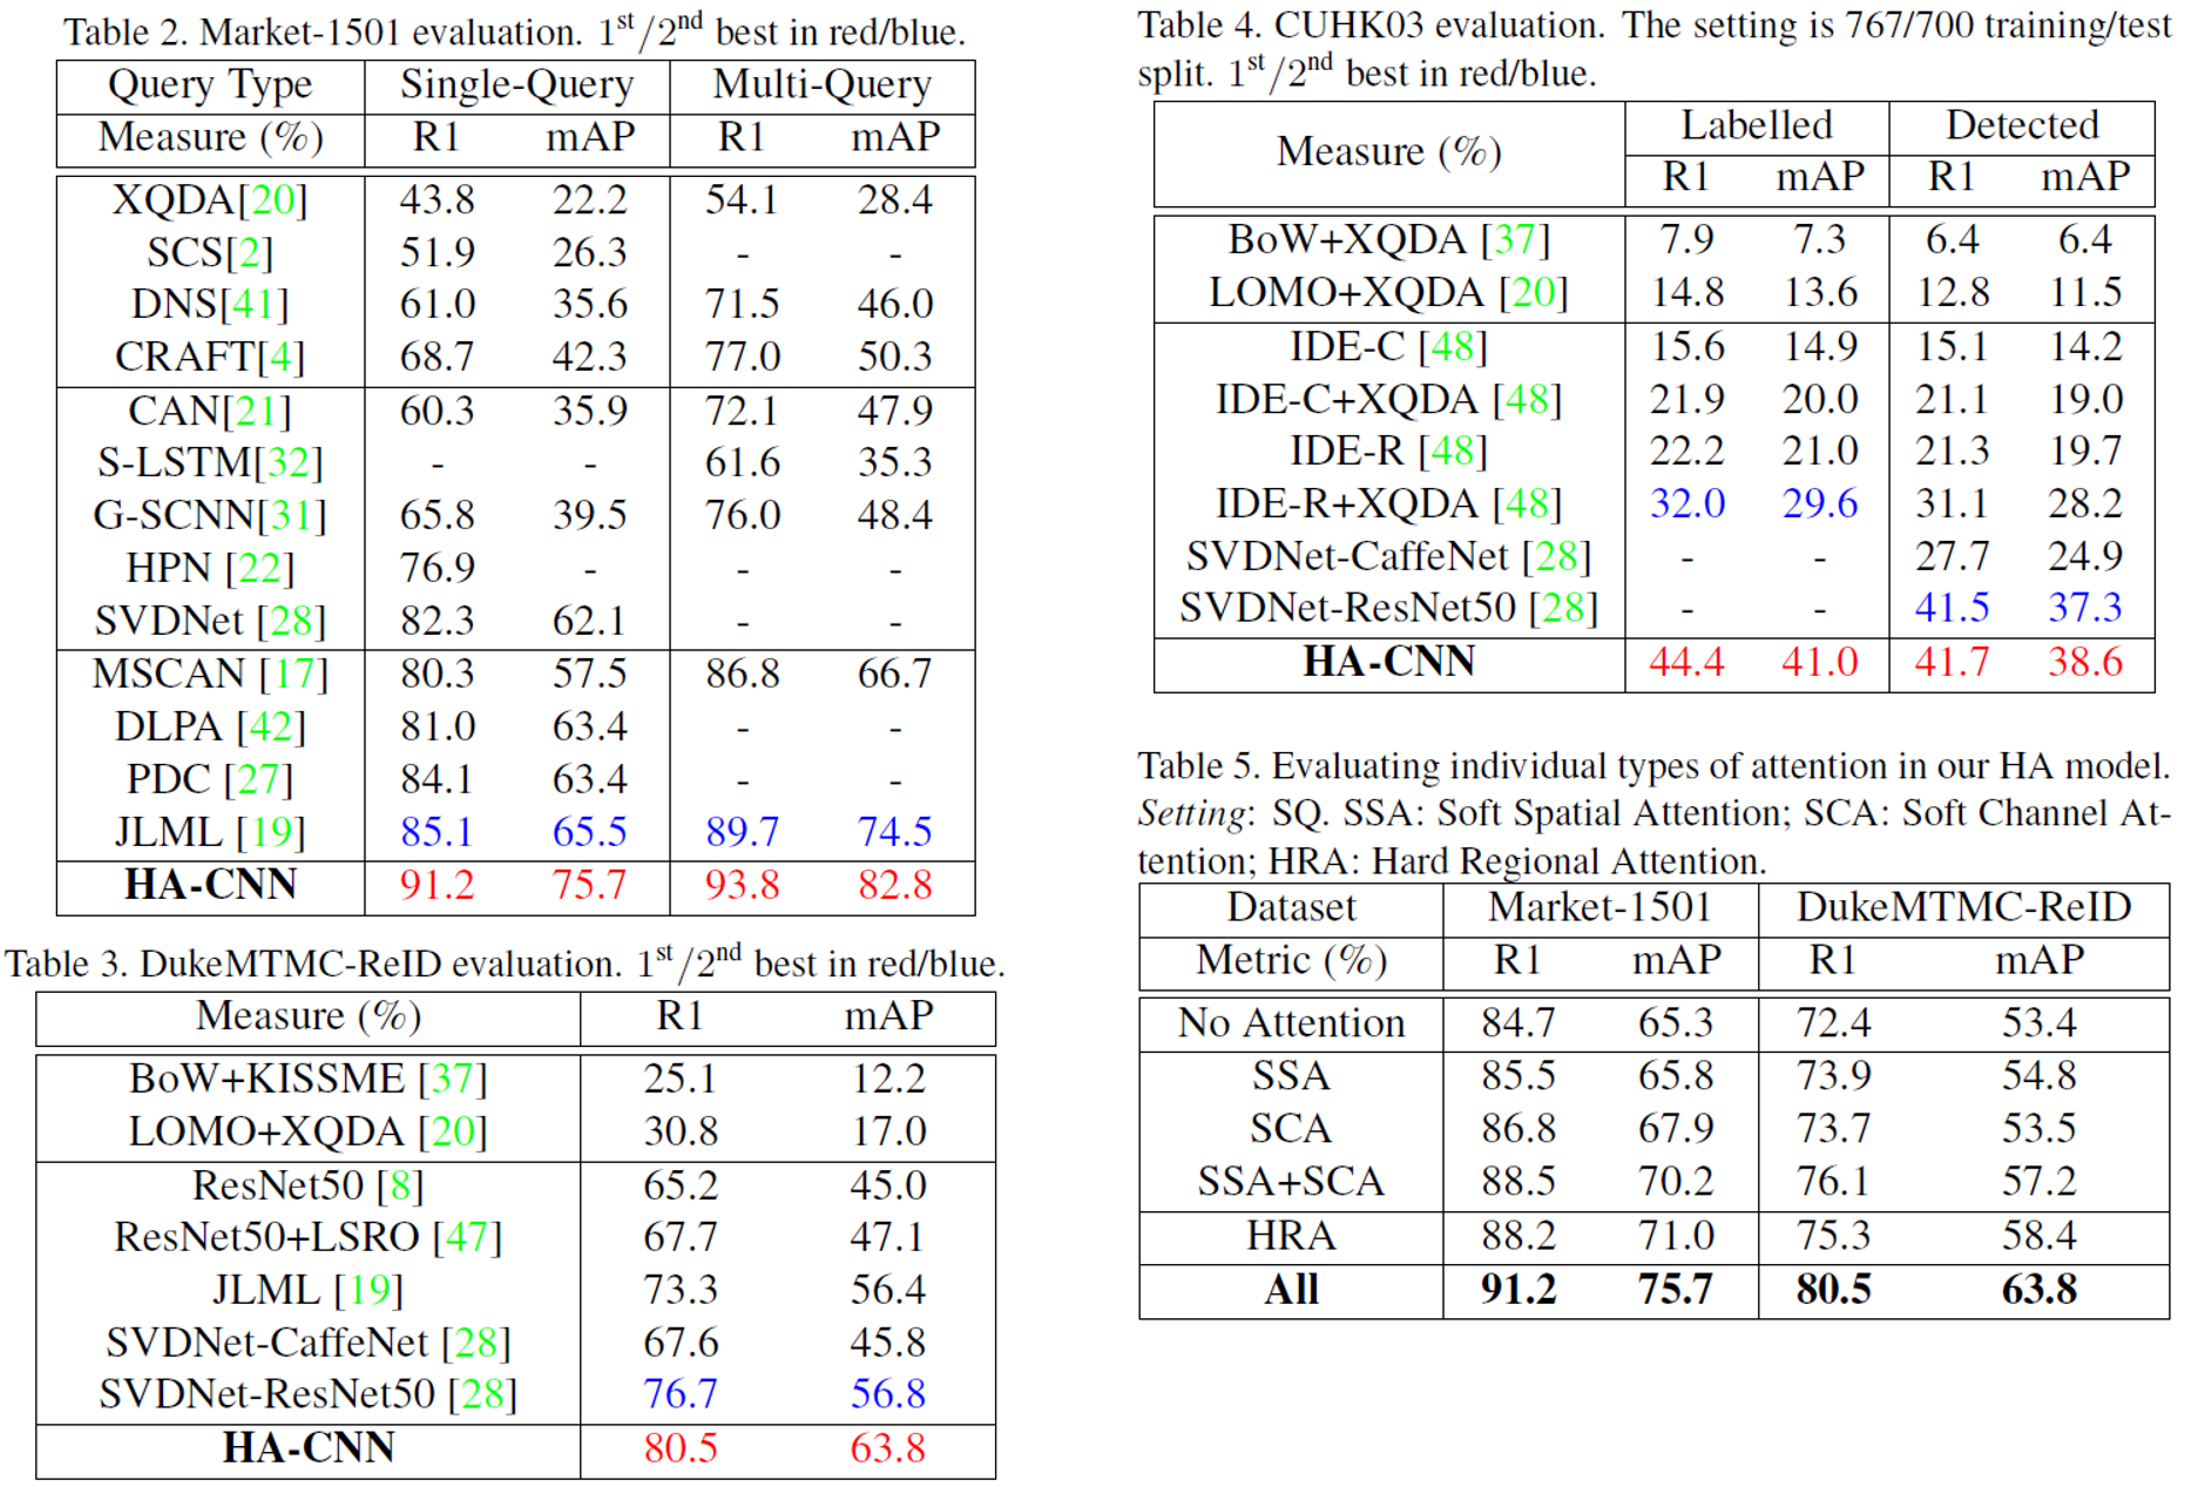 Table 2. Market-1501 evaluation. 1st/2nd best in red/blue.
Query Type Single-Query Multi-Query
Measure (%) R1 mAP R1 mAP
XQDA[20] 43.8 22.2 54.1 28.4
SCS[2] 51.9 26.3 - -
DNS[41] 61.0 35.6 71.5 46.0
CRAFT[4] 68.7 42.3 77.0 50.3
CAN[21] 60.3 35.9 72.1 47.9
S-LSTM[32] - - 61.6 35.3
G-SCNN[31] 65.8 39.5 76.0 48.4
HPN [22] 76.9 - - -
SVDNet [28] 82.3 62.1 - -
MSCAN [17] 80.3 57.5 86.8 66.7
DLPA [42] 81.0 63.4 - -
PDC [27] 84.1 63.4 - -
JLML [19] 85.1 65.5 89.7 74.5
HA-CNN 91.2 75.7 93.8 82.8
Table 3. DukeMTMC-ReID evaluation. 1st/2nd best in red/blue.
Measure (%) R1 mAP
BoW+KISSME [37] 25.1 12.2
LOMO+XQDA [20] 30.8 17.0
ResNet50 [8] 65.2 45.0
ResNet50+LSRO [47] 67.7 47.1
JLML [19] 73.3 56.4
SVDNet-CaffeNet [28] 67.6 45.8
SVDNet-ResNet50 [28] 76.7 56.8
HA-CNN 80.5 63.8
Table 4. CUHK03 evaluation. The setting is 767/700 training/test
split. 1st/2nd best in red/blue.
Measure (%) Labelled Detected
R1 mAP R1 mAP
BoW+XQDA [37] 7.9 7.3 6.4 6.4
LOMO+XQDA [20] 14.8 13.6 12.8 11.5
IDE-C [48] 15.6 14.9 15.1 14.2
IDE-C+XQDA [48] 21.9 20.0 21.1 19.0
IDE-R [48] 22.2 21.0 21.3 19.7
IDE-R+XQDA [48] 32.0 29.6 31.1 28.2
SVDNet-CaffeNet [28] - - 27.7 24.9
SVDNet-ResNet50 [28] - - 41.5 37.3
HA-CNN 44.4 41.0 41.7 38.6
Table 5. Evaluating individual types of attention in our HA model.
Setting: SQ. SSA: Soft Spatial Attention; SCA: Soft Channel At-
tention; HRA: Hard Regional Attention.
Dataset Market-1501 DukeMTMC-ReID
Metric (%) R1 mAP R1 mAP
No Attention 84.7 65.3 72.4 53.4
SSA 85.5 65.8 73.9 54.8
SCA 86.8 67.9 73.7 53.5
SSA+SCA 88.5 70.2 76.1 57.2
HRA 88.2 71.0 75.3 58.4
All 91.2 75.7 80.5 63.8